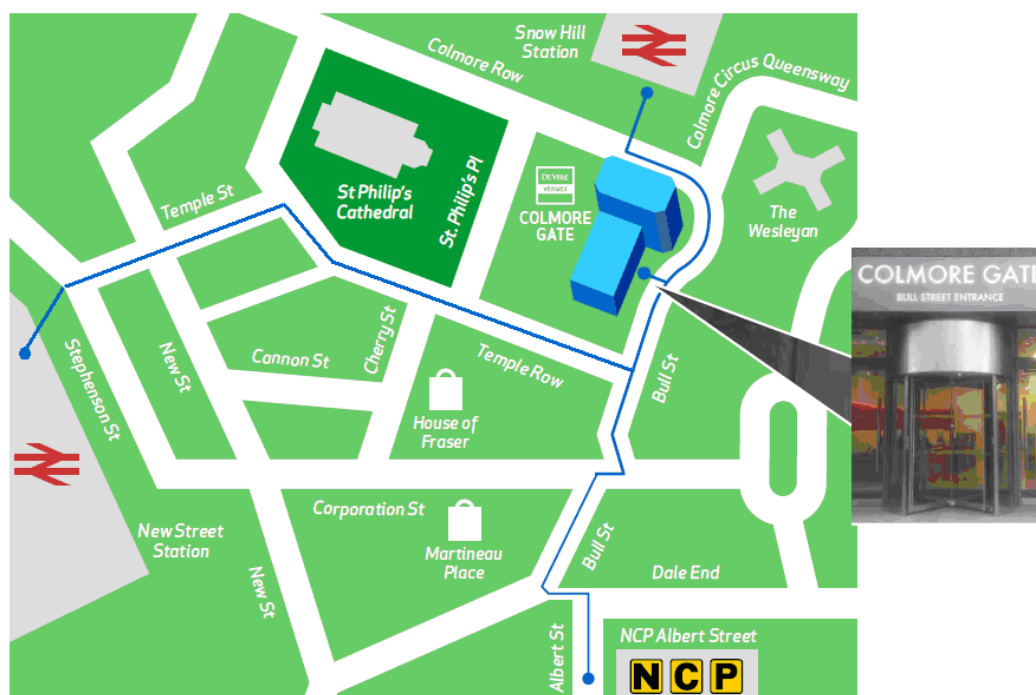 Snow Hill
Station
Colmore Row
Colmore Circus Queensway
St Philip's
Cathedral
St. Philip's Pl
DE VERE
VENUES
COLMORE
GATE
The
Wesleyan
Temple St
COLMORE GATE
BULL STREET ENTRANCE
Stephenson St
New St
Cannon St
Cherry St
Temple Row
Bull St
House of
Fraser
Corporation St
New Street
Station
Martineau
Place
New St
Bull St
Dale End
Albert St
NCP Albert Street
N C P